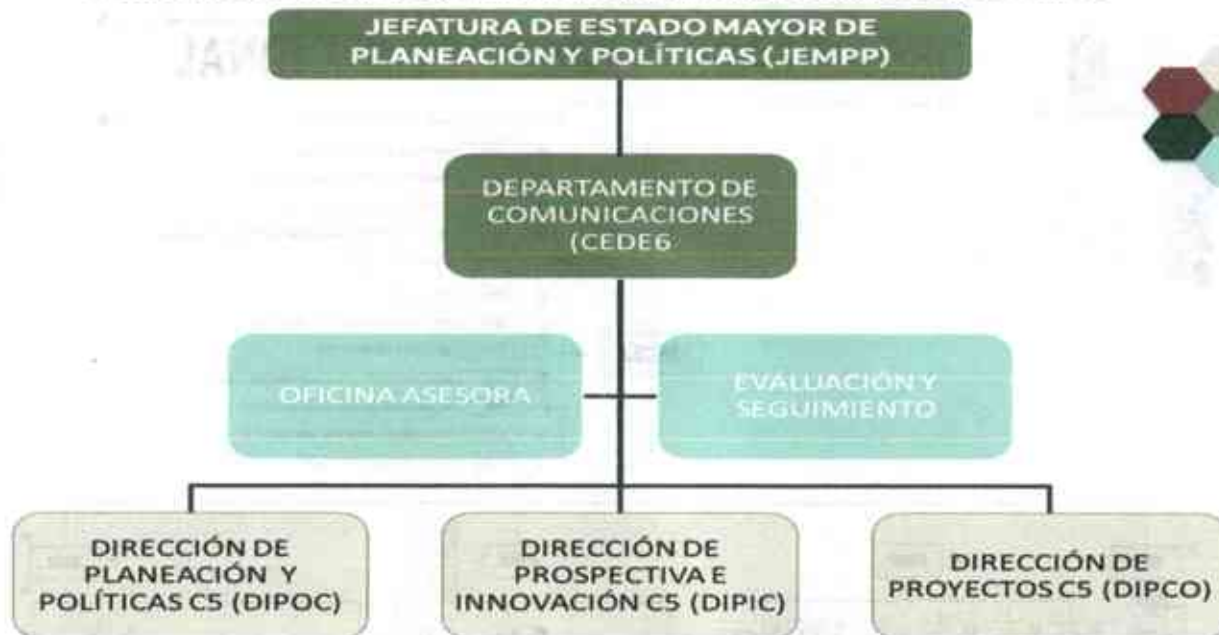 JEFATURA DE ESTADO MAYOR DE
PLANEACIÓN Y POLÍTICAS (JEMPP)
DEPARTAMENTO DE
COMUNICACIONES
(CEDE6
OFICINA ASESORA
EVALUACIÓN Y
SEGUIMIENTO
DIRECCIÓN DE
PLANEACIÓN Y
POLÍTICAS C5 (DIPOC)
DIRECCIÓN DE
PROSPECTIVA E
INNOVACIÓN C5 (DIPIC)
DIRECCIÓN DE
PROYECTOS C5 (DIPCO)